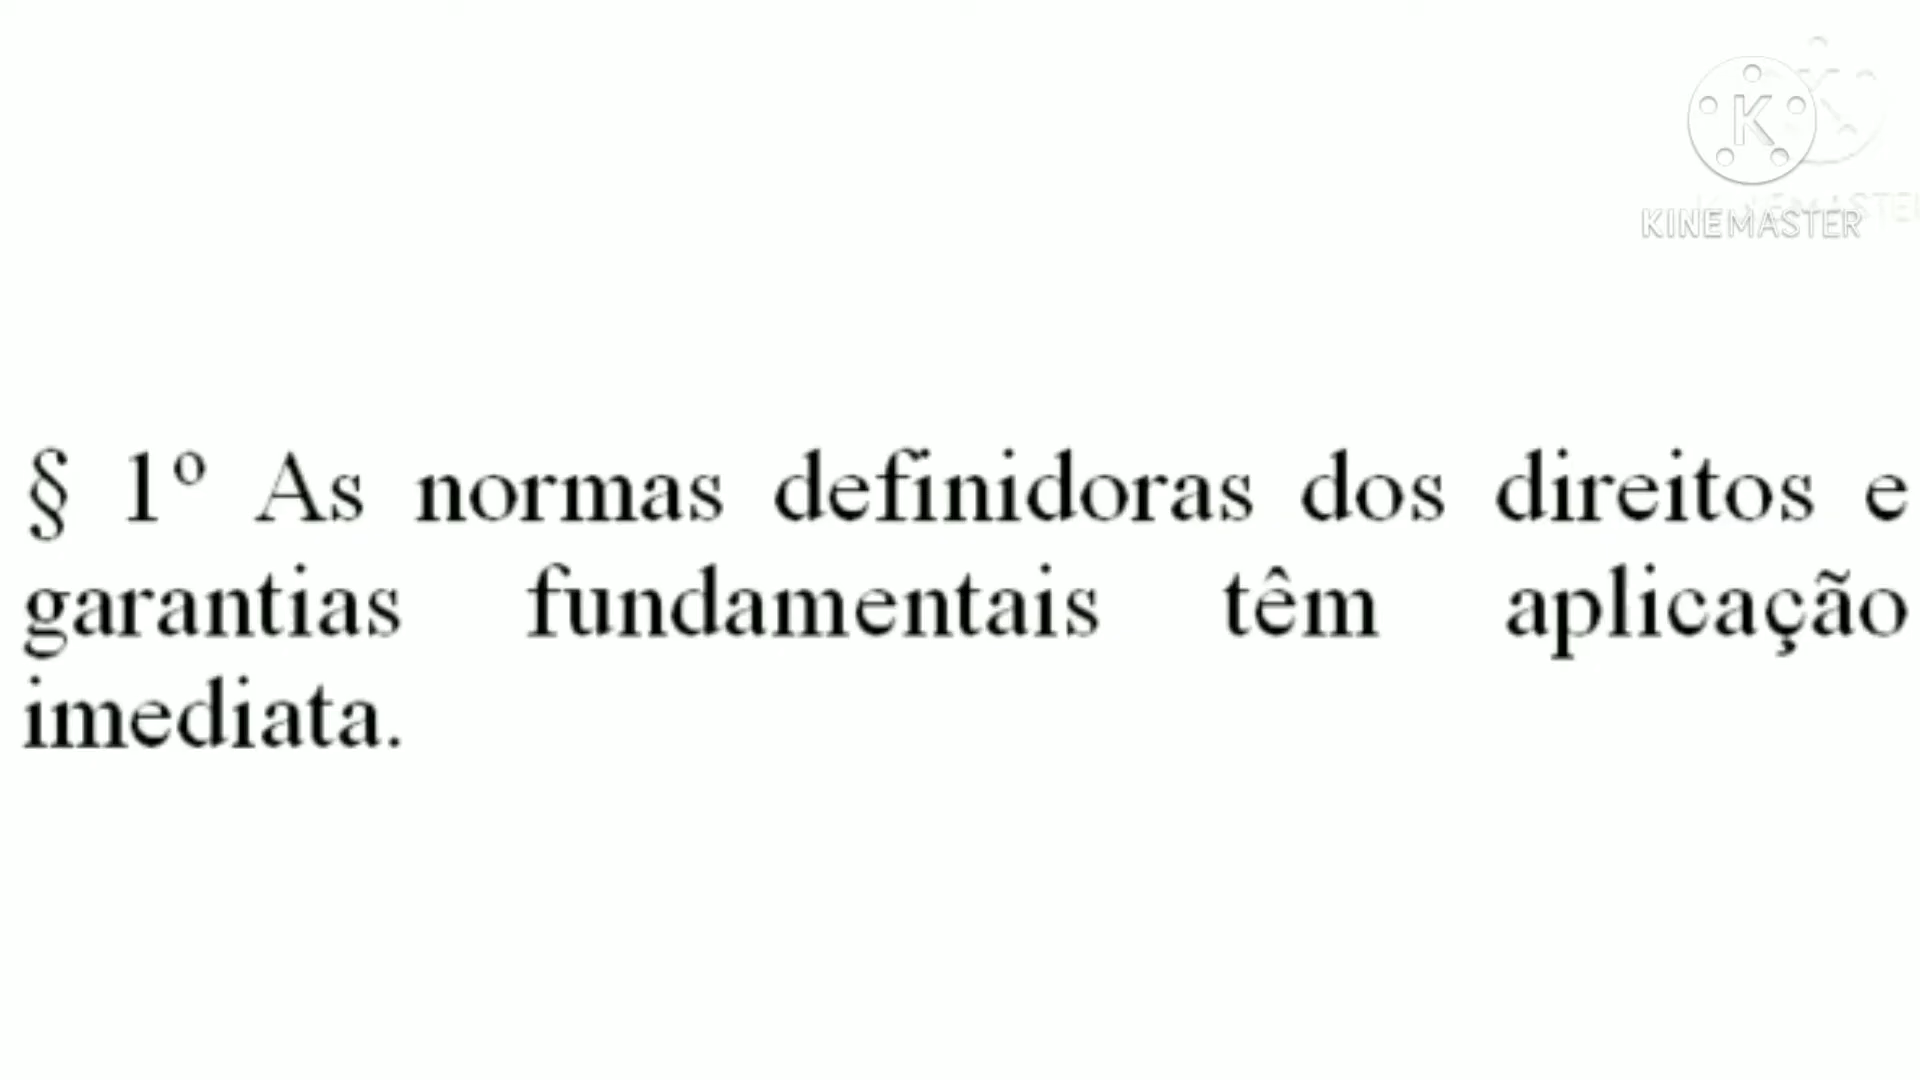 K
KINEMASTER
§ 1º As normas definidoras dos direitos e
garantias fundamentais têm aplicação
imediata.